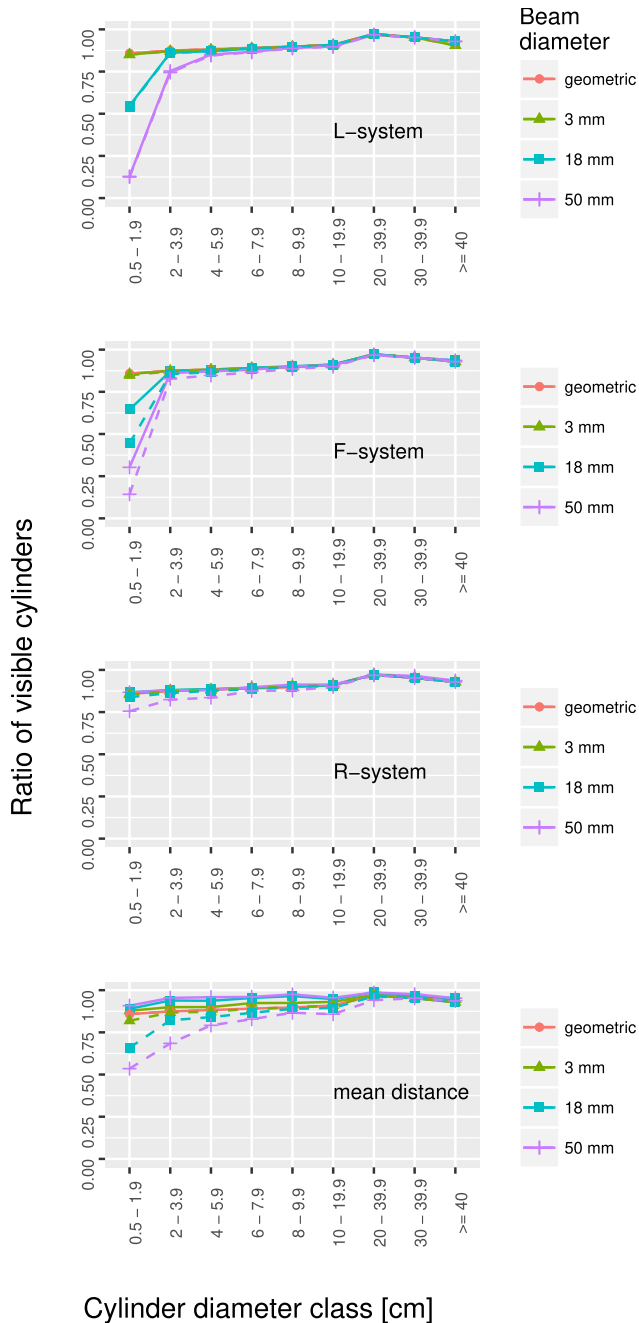 Beam
diameter
geometric
3 mm
18 mm
50 mm
1.00
0.75
0.50
0.25
0.00
L−system
0.5 − 1.9
2 − 3.9
4 − 5.9
6 − 7.9
8 − 9.9
10 − 19.9
20 − 39.9
30 − 39.9
>= 40
1.00
0.75
0.50
0.25
0.00
F−system
geometric
3 mm
18 mm
50 mm
0.5 − 1.9
2 − 3.9
4 − 5.9
6 − 7.9
8 − 9.9
10 − 19.9
20 − 39.9
30 − 39.9
>= 40
Ratio of visible cylinders
1.00
0.75
0.50
0.25
0.00
R−system
geometric
3 mm
18 mm
50 mm
0.5 − 1.9
2 − 3.9
4 − 5.9
6 − 7.9
8 − 9.9
10 − 19.9
20 − 39.9
30 − 39.9
>= 40
1.00
0.75
0.50
0.25
0.00
mean distance
geometric
3 mm
18 mm
50 mm
0.5 − 1.9
2 − 3.9
4 − 5.9
6 − 7.9
8 − 9.9
10 − 19.9
20 − 39.9
30 − 39.9
>= 40
Cylinder diameter class [cm]